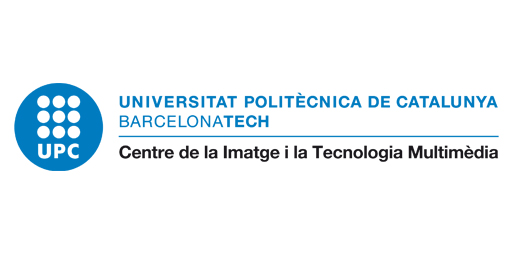 UPC
UNIVERSITAT POLITÈCNICA DE CATALUNYA
BARCELONATECH
Centre de la Imatge i la Tecnologia Multimèdia